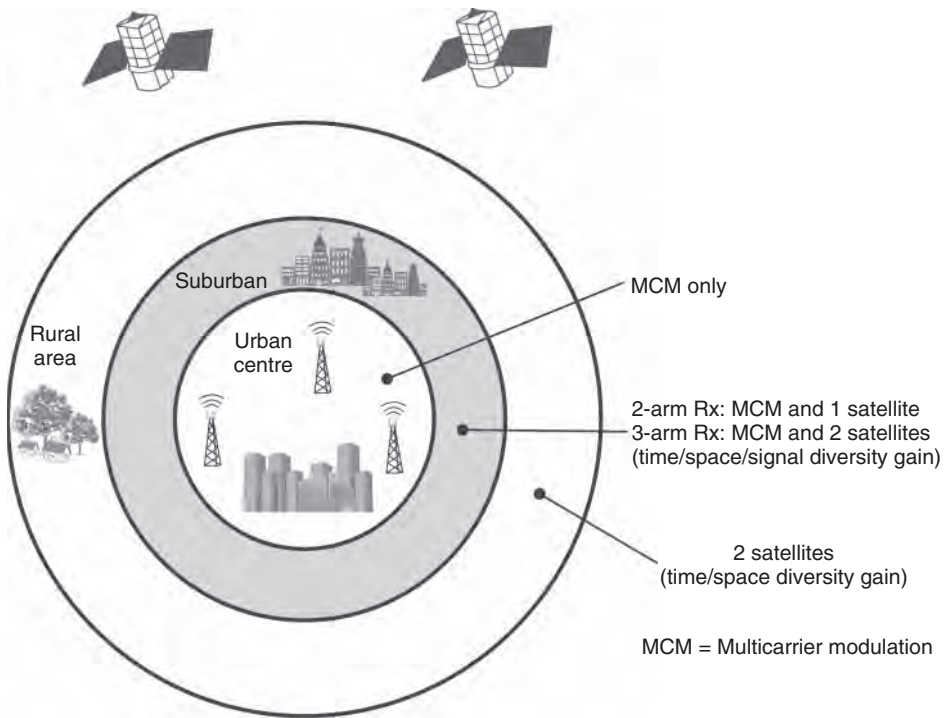 Suburban
MCM only
Rural
area
Urban
centre
2-arm Rx: MCM and 1 satellite
3-arm Rx: MCM and 2 satellites
(time/space/signal diversity gain)
2 satellites
(time/space diversity gain)
MCM = Multicarrier modulation